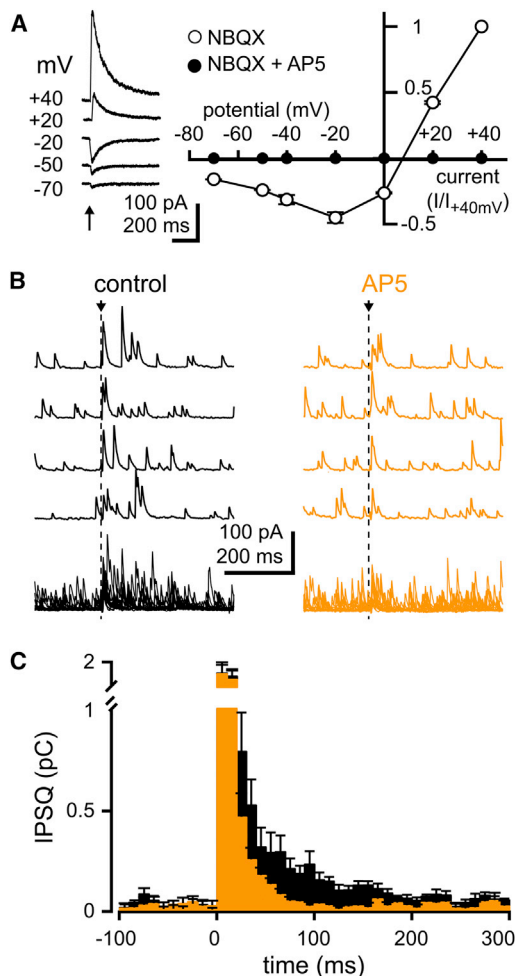 A
mV
+40
+20
-20
-50
-70
100 pA
200 ms
NBQX
NBQX + AP5
potential (mV)
-80 -60 -40 -20 +20 +40
1
0.5
-0.5
current
(I/I+40mV)
B
control
AP5
100 pA
200 ms
C
2
1
0.5
0
IPSQ (pC)
-100 0 100 200 300
time (ms)